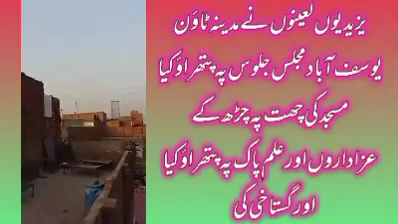 یزیدیوں لعینوں نے مدینہ ٹاؤن
یوسف آباد مجلس جلوس پہ پتھراؤ کیا
مسجد کی چھت پہ چڑھ کے
عزاداروں اور علم پاک پہ پتھراؤ کیا
اور گستاخی کی